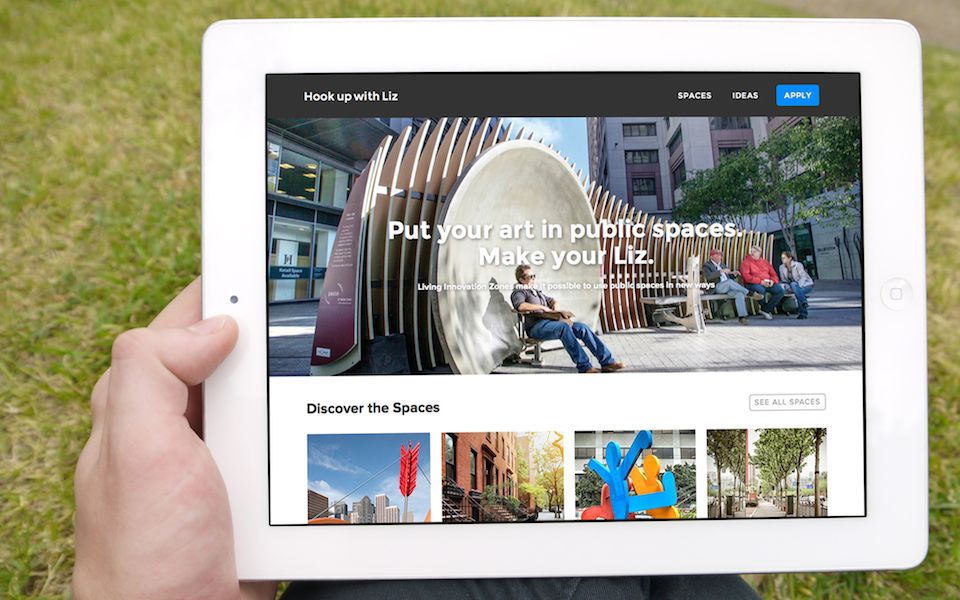 Hook up with Liz
SPACES IDEAS APPLY
Put your art in public spaces.
Make your Liz.
Living Innovation Zones make it possible to use public spaces in new ways
Retail Space
Available
Discover the Spaces
SEE ALL SPACES